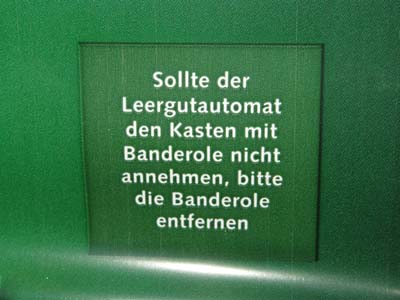 Sollte der
Leergutautomat
den Kasten mit
Banderole nicht
annehmen, bitte
die Banderole
entfernen